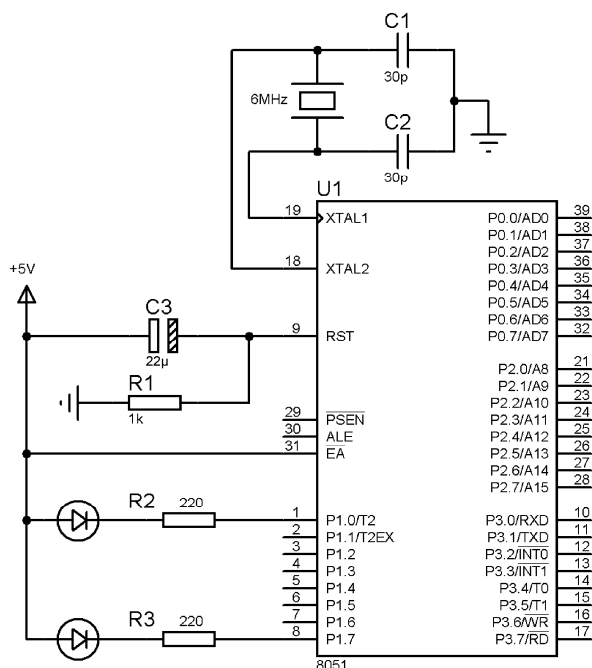 C1
30p
6MHz
C2
30p
U1
19 XTAL1
18 XTAL2
+5V
C3
22µ
9 RST
R1
1k
29 PSEN
30 ALE
31 EA
R2 220
1 P1.0/T2
2 P1.1/T2EX
3 P1.2
4 P1.3
5 P1.4
6 P1.5
7 P1.6
R3 220
8 P1.7
P0.0/AD0 39
P0.1/AD1 38
P0.2/AD2 37
P0.3/AD3 36
P0.4/AD4 35
P0.5/AD5 34
P0.6/AD6 33
P0.7/AD7 32
P2.0/A8 21
P2.1/A9 22
P2.2/A10 23
P2.3/A11 24
P2.4/A12 25
P2.5/A13 26
P2.6/A14 27
P2.7/A15 28
P3.0/RXD 10
P3.1/TXD 11
P3.2/INT0 12
P3.3/INT1 13
P3.4/T0 14
P3.5/T1 15
P3.6/WR 16
P3.7/RD 17
8051